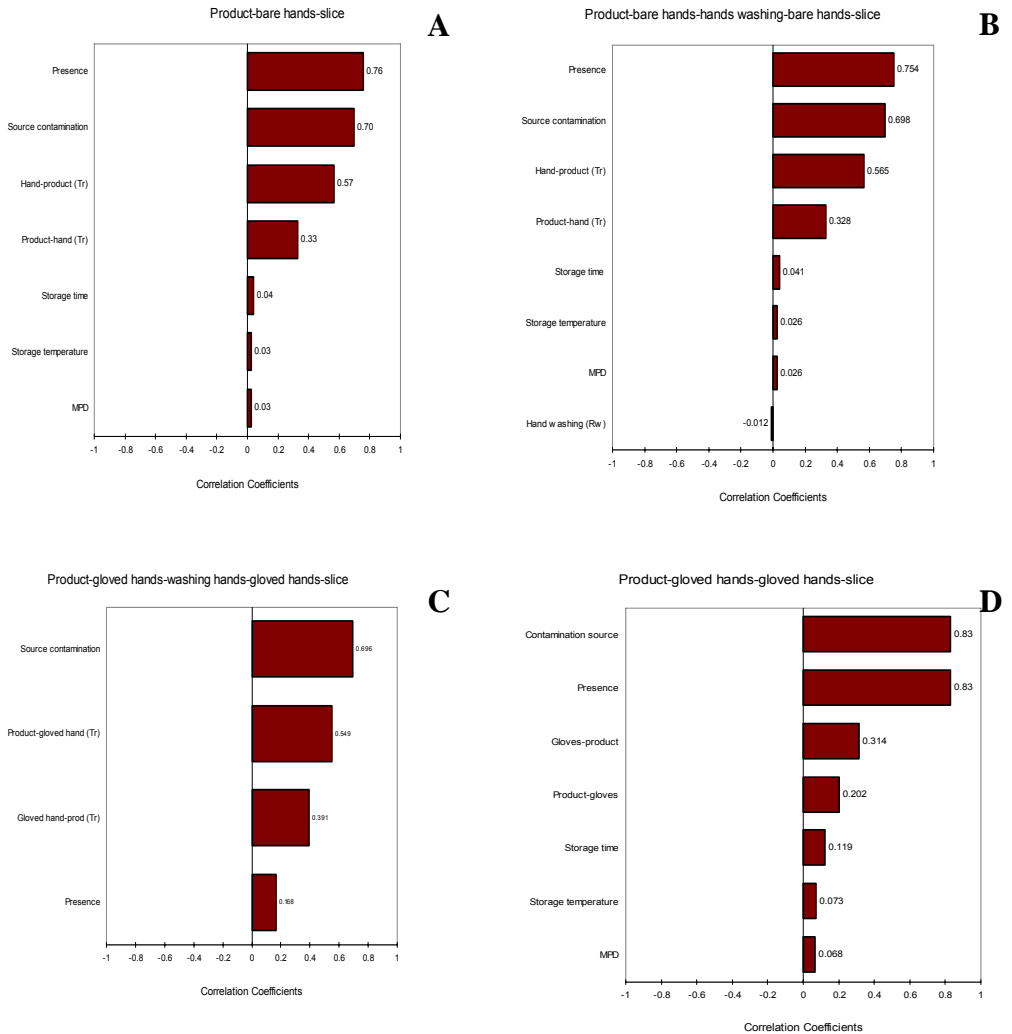 Product-bare hands-slice
A
Presence
0.76
Source contamination
0.70
Hand-product (Tr)
0.57
Product-hand (Tr)
0.33
Storage time
0.04
Storage temperature
0.03
MPD
0.03
-1 -0.8 -0.6 -0.4 -0.2 0 0.2 0.4 0.6 0.8 1
Correlation Coefficients
Product-bare hands-hands washing-bare hands-slice
B
Presence
0.754
Source contamination
0.698
Hand-product (Tr)
0.565
Product-hand (Tr)
0.328
Storage time
0.041
Storage temperature
0.026
MPD
0.026
Hand washing (Rw)
-0.012
-1 -0.8 -0.6 -0.4 -0.2 0 0.2 0.4 0.6 0.8 1
Correlation Coefficients
Product-gloved hands-washing hands-gloved hands-slice
C
Source contamination
0.696
Product-gloved hand (Tr)
0.549
Gloved hand-prod (Tr)
0.391
Presence
0.168
-1 -0.8 -0.6 -0.4 -0.2 0 0.2 0.4 0.6 0.8 1
Correlation Coefficients
Product-gloved hands-gloved hands-slice
D
Contamination source
0.83
Presence
0.83
Gloves-product
0.314
Product-gloves
0.202
Storage time
0.119
Storage temperature
0.073
MPD
0.068
-1 -0.8 -0.6 -0.4 -0.2 0 0.2 0.4 0.6 0.8 1
Correlation Coefficients